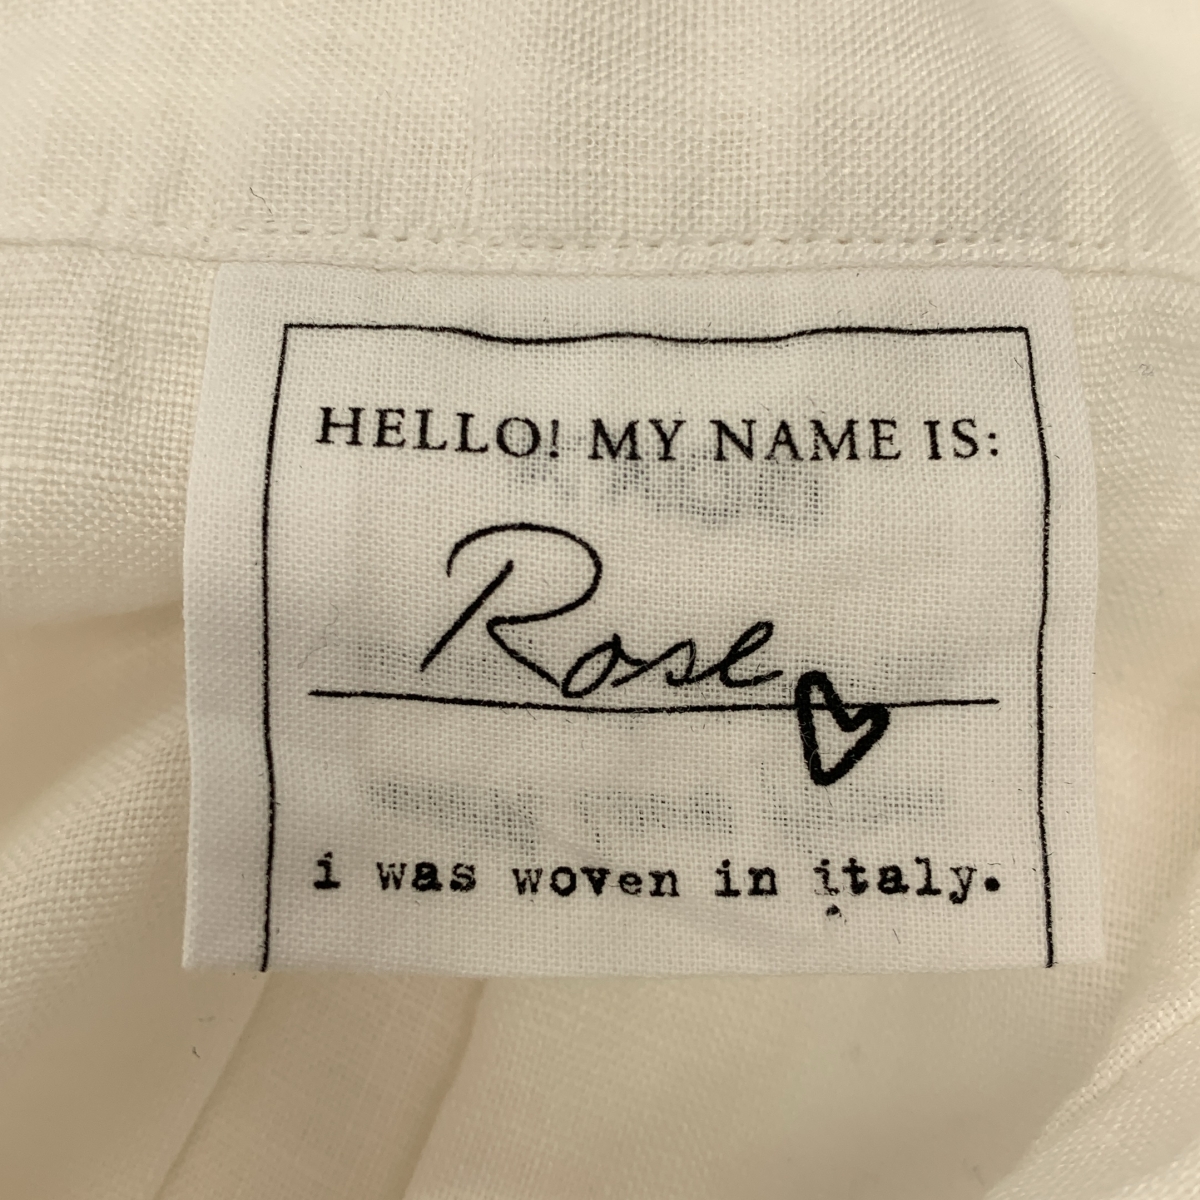 HELLO! MY NAME IS:
Rose
i was woven in italy.